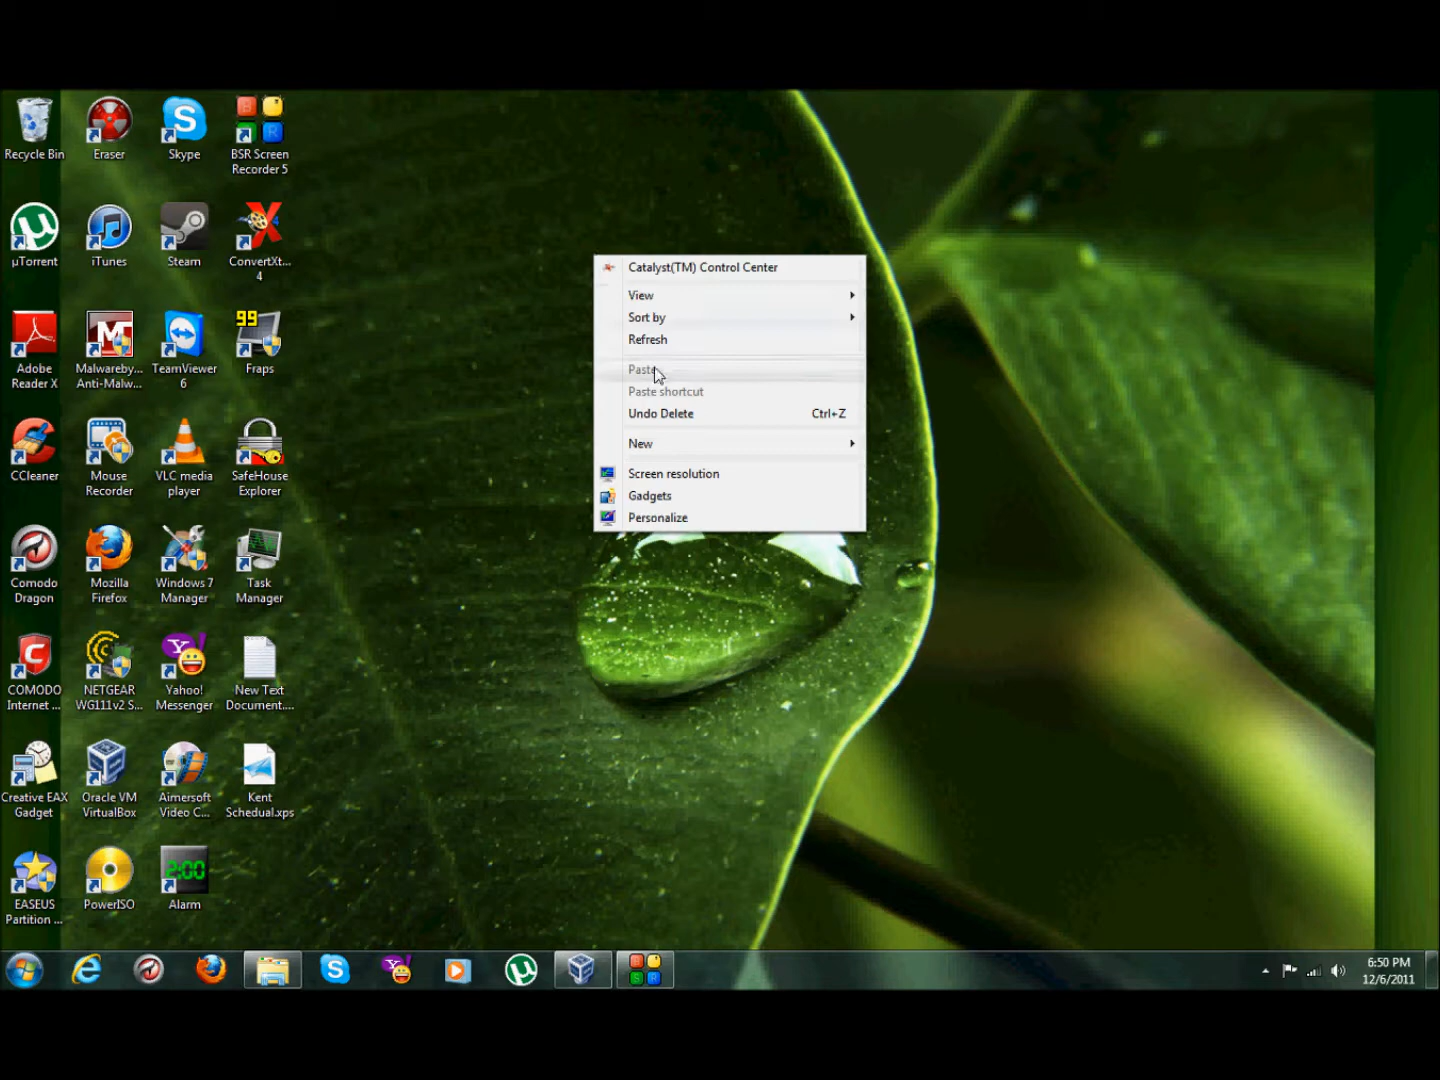 Recycle Bin
Eraser
Skype
BSR Screen
Recorder 5
µTorrent
iTunes
Steam
ConvertXt...
4
Adobe
Reader X
Malwareby...
Anti-Malw...
TeamViewer
6
99
Fraps
CCleaner
Mouse
Recorder
VLC media
player
SafeHouse
Explorer
Comodo
Dragon
Mozilla
Firefox
Windows 7
Manager
Task
Manager
COMODO
Internet ...
NETGEAR
WG111v2 S...
Yahoo!
Messenger
New Text
Document....
Creative EAX
Gadget
Oracle VM
VirtualBox
Aimersoft
Video C...
Kent
Schedual.xps
EASEUS
Partition ...
PowerISO
2:00
Alarm
Catalyst(TM) Control Center
View
Sort by
Refresh
Paste
Paste shortcut
Undo Delete Ctrl+Z
New
Screen resolution
Gadgets
Personalize
6:50 PM
12/6/2011